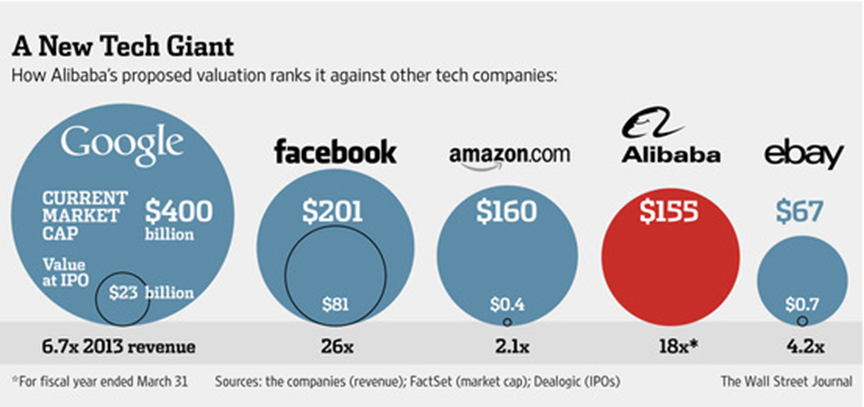 A New Tech Giant
How Alibaba's proposed valuation ranks it against other tech companies:
Google
CURRENT
MARKET
CAP
$400
billion
Value
at IPO
$23 billion
6.7x 2013 revenue
facebook
$201
$81
26x
amazon.com
$160
$0.4
2.1x
Alibaba
$155
18x*
ebay
$67
$0.7
4.2x
*For fiscal year ended March 31
Sources: the companies (revenue); FactSet (market cap); Dealogic (IPOs)
The Wall Street Journal